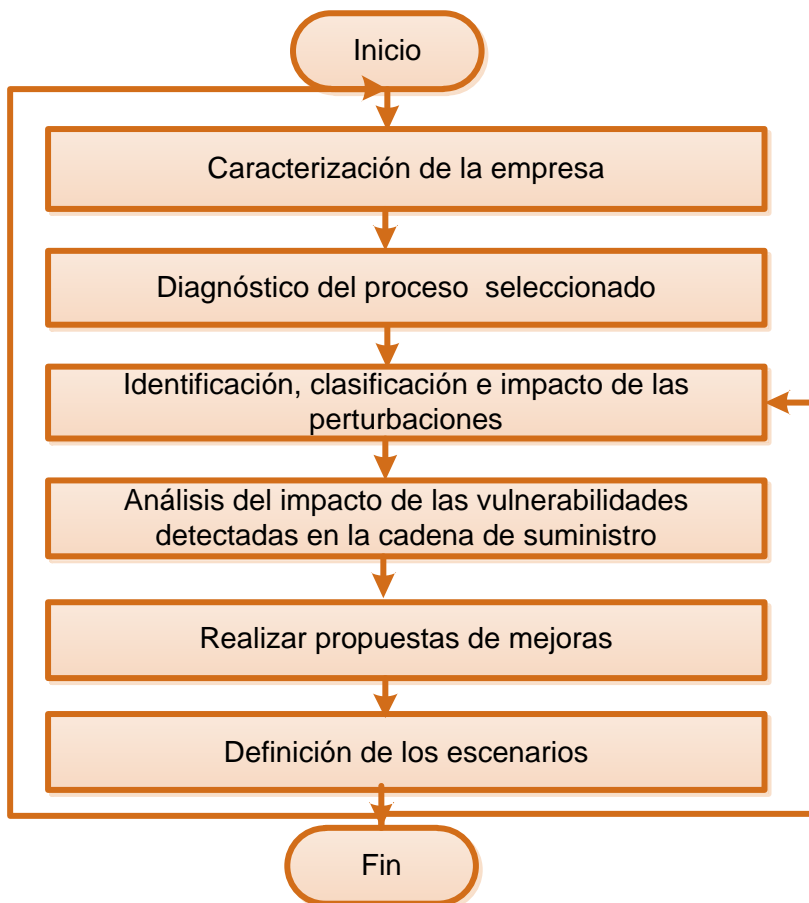 Inicio
Caracterización de la empresa
Diagnóstico del proceso  seleccionado
Identificación, clasificación e impacto de las
perturbaciones
Análisis del impacto de las vulnerabilidades
detectadas en la cadena de suministro
Realizar propuestas de mejoras
Definición de los escenarios
Fin